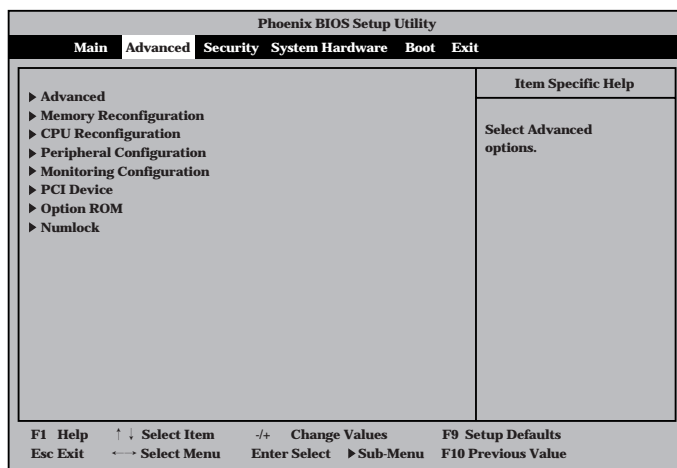 Phoenix BIOS Setup Utility
Main Advanced Security System Hardware Boot Exit
Item Specific Help
Select Advanced
options.
▶ Advanced
▶ Memory Reconfiguration
▶ CPU Reconfiguration
▶ Peripheral Configuration
▶ Monitoring Configuration
▶ PCI Device
▶ Option ROM
▶ Numlock
F1 Help ↑↓ Select Item -/+ Change Values F9 Setup Defaults
Esc Exit ←→ Select Menu Enter Select ▶ Sub-Menu F10 Previous Value